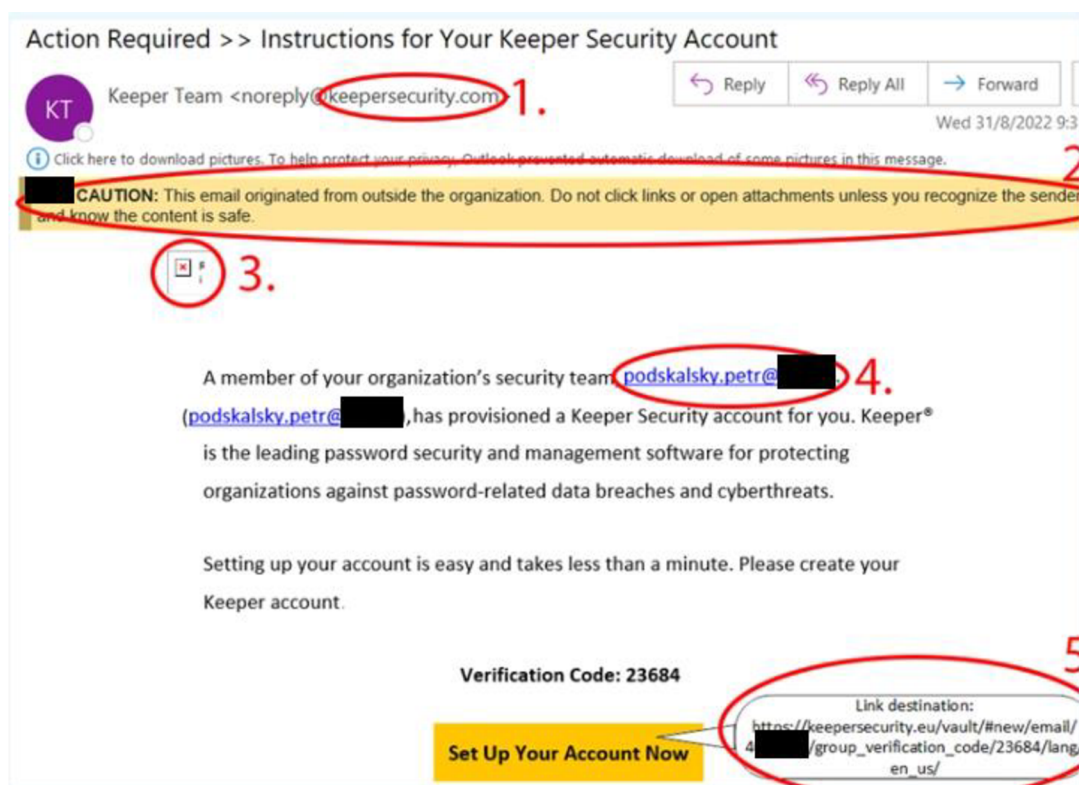 Action Required >> Instructions for Your Keeper Security Account
KT
Keeper Team <noreply@keepersecurity.com>
1.
Reply
Reply All
Forward
Wed 31/8/2022 9:3
Click here to download pictures. To help protect your privacy, Outlook prevented automatic download of some pictures in this message.
2
CAUTION: This email originated from outside the organization. Do not click links or open attachments unless you recognize the sender
and know the content is safe.
3.
A member of your organization's security team podskalsky.petr@
4.
(podskalsky.petr@ ),has provisioned a Keeper Security account for you. Keeper®
is the leading password security and management software for protecting
organizations against password-related data breaches and cyberthreats.
Setting up your account is easy and takes less than a minute. Please create your
Keeper account.
5
Verification Code: 23684
Set Up Your Account Now
Link destination:
https://keepersecurity.eu/vault/#new/email/
4 /group_verification_code/23684/lang/
en_us/